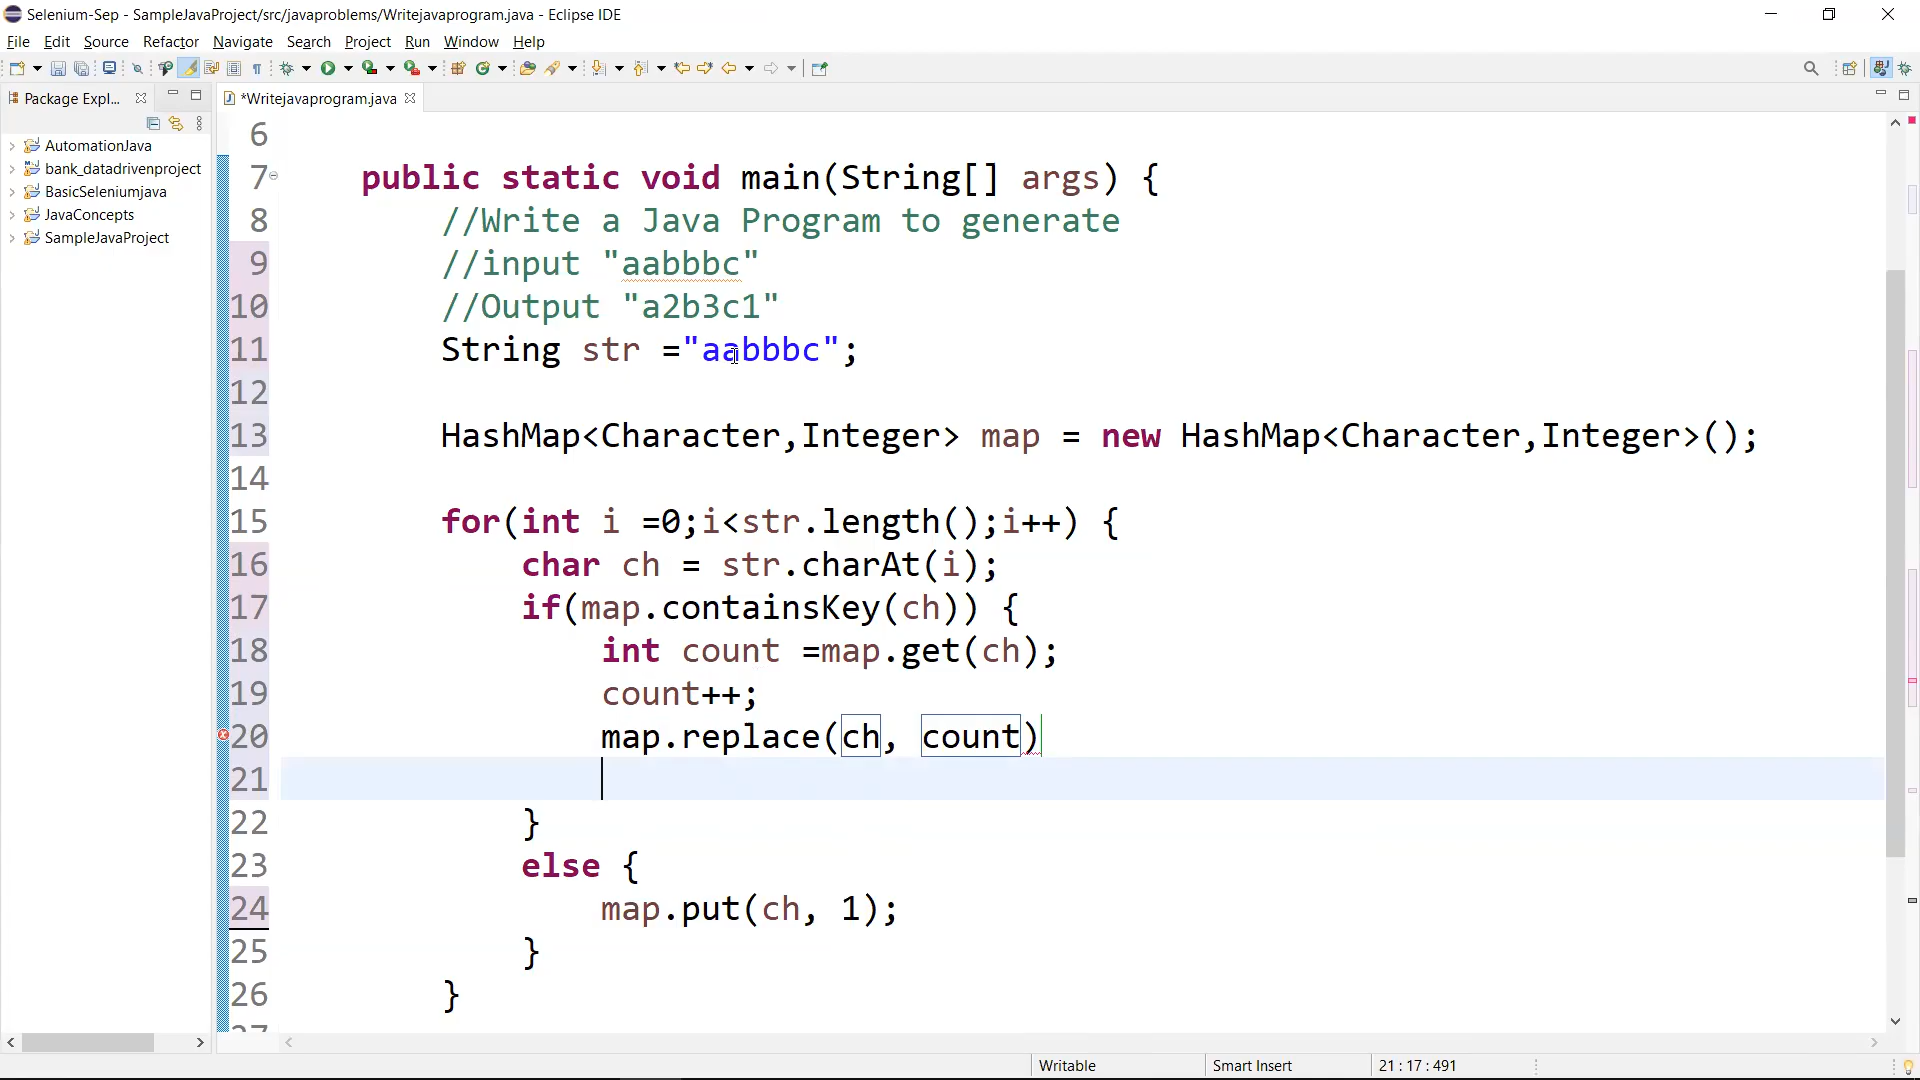 Selenium-Sep - SampleJavaProject/src/javaproblems/Writejavaprogram.java - Eclipse IDE
File Edit Source Refactor Navigate Search Project Run Window Help
Package Expl...
*Writejavaprogram.java
AutomationJava
bank_datadrivenproject
BasicSeleniumjava
JavaConcepts
SampleJavaProject
6
7 public static void main(String[] args) {
8 //Write a Java Program to generate
9 //input "aabbbc"
10 //Output "a2b3c1"
11 String str ="aabbbc";
12
13 HashMap<Character,Integer> map = new HashMap<Character,Integer>();
14
15 for(int i =0;i<str.length();i++) {
16 char ch = str.charAt(i);
17 if(map.containsKey(ch)) {
18 int count =map.get(ch);
19 count++;
20 map.replace(ch, count)
21
22 }
23 else {
24 map.put(ch, 1);
25 }
26 }
27
Writable Smart Insert 21 : 17 : 491